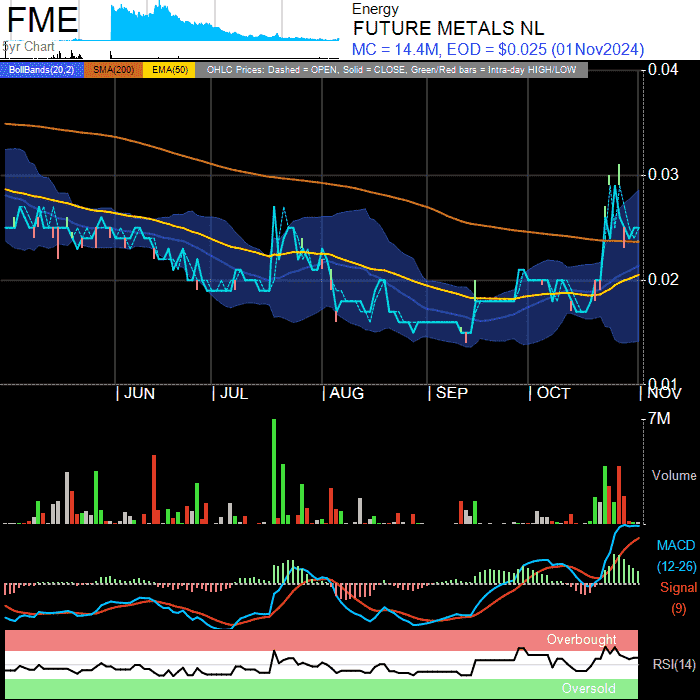 FME
5yr Chart
Energy
FUTURE METALS NL
MC = 14.4M, EOD = $0.025 (01Nov2024)
BollBands(20,2) SMA(200) EMA(50) OHLC Prices: Dashed = OPEN, Solid = CLOSE, Green/Red bars = Intra-day HIGH/LOW
0.04
0.03
0.02
0.01
JUN JUL AUG SEP OCT NOV
7M
Volume
MACD
(12-26)
Signal
(9)
Overbought
RSI(14)
Oversold